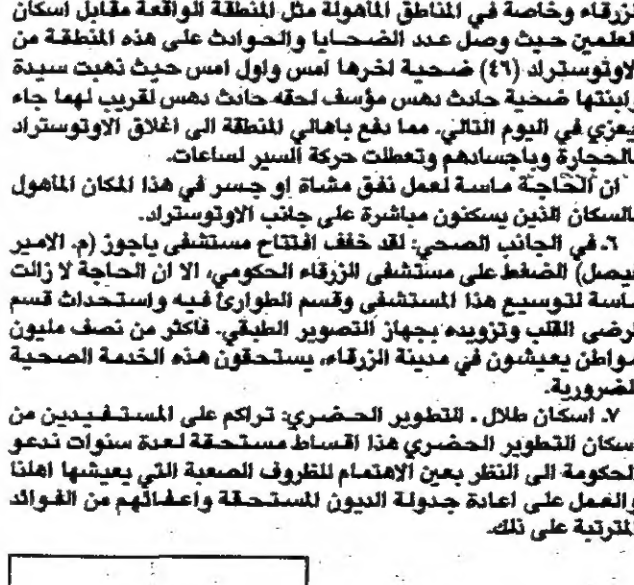 الزرقاء وخاصة في المناطق المأهولة مثل المنطقة الواقعة مقابل اسكان
المعلمين حيث وصل عدد الضحايا والحوادث على هذه المنطقة من
الاوتوستراد (٤٦) ضحية اخرها امس واول امس حيث ذهبت سيدة
وابنتها ضحية حادث دهس مؤسف لحقه حادث دهس لقريب لهما جاء
ليعزي في اليوم التالي. مما دفع باهالي المنطقة الى اغلاق الاوتوستراد
بالحجارة وباجسادهم وتعطلت حركة السير لساعات.
ان الحاجة ماسة لعمل نفق مشاة او جسر في هذا المكان المأهول
بالسكان الذين يسكنون مباشرة على جانب الاوتوستراد.
٦. في الجانب الصحي: لقد خفف افتتاح مستشفى ياجوز (م. الامير
فيصل) الضغط على مستشفى الزرقاء الحكومي، الا ان الحاجة لا زالت
ماسة لتوسيع هذا المستشفى وقسم الطوارئ فيه واستحداث قسم
مرضى القلب وتزويده بجهاز التصوير الطبقي. فاكثر من نصف مليون
مواطن يعيشون في مدينة الزرقاء، يستحقون هذه الخدمة الصحية
الضرورية.
٧. اسكان طلال . التطوير الحضري: تراكم على المستفيدين من
اسكان التطوير الحضري هذا اقساط مستحقة لعدة سنوات ندعو
الحكومة الى النظر بعين الاهتمام للظروف الصعبة التي يعيشها اهلنا
والعمل على اعادة جدولة الديون المستحقة واعفائهم من الفوائد
المترتبة على ذلك.